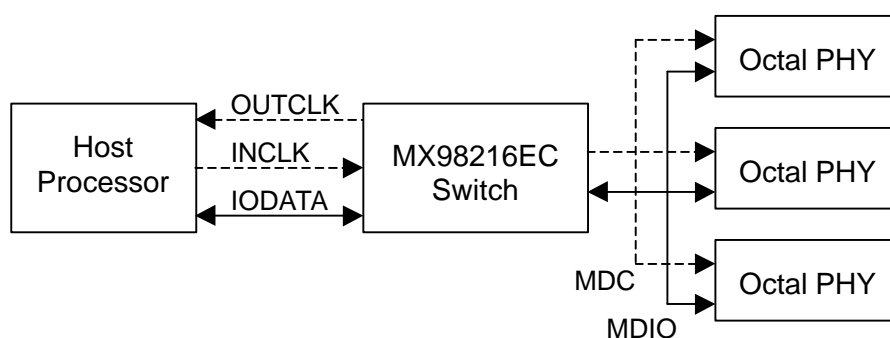 Octal PHY
OUTCLK
Host
Processor
INCLK
IODATA
MX98216EC
Switch
Octal PHY
Octal PHY
MDC
MDIO